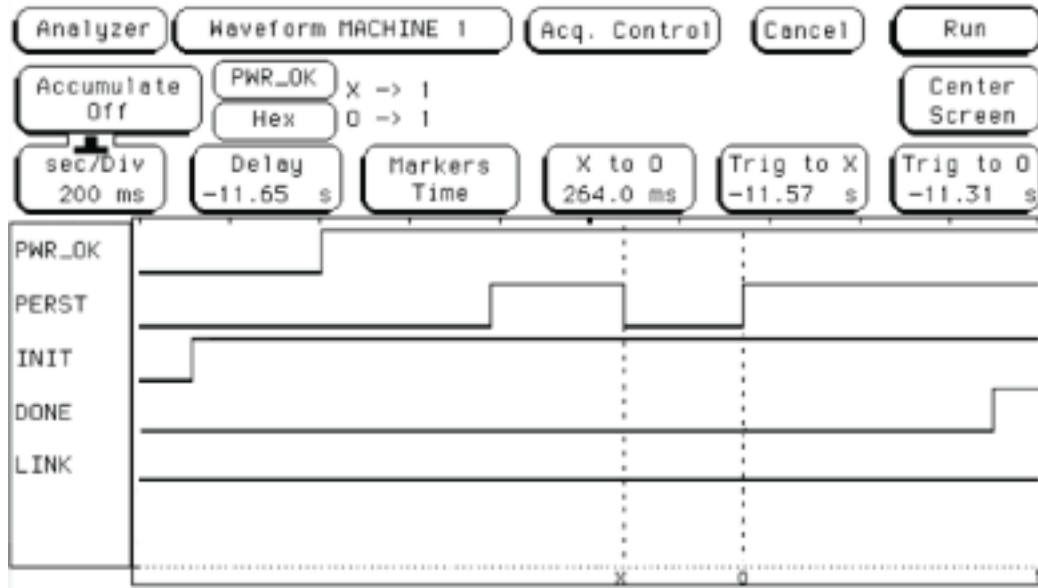 Analyzer Waveform MACHINE 1 Acq. Control Cancel Run
Accumulate Off
PWR_OK X -> 1
Hex O -> 1
Center Screen
sec/Div 200 ms
Delay -11.65 s
Markers Time
X to O 264.0 ms
Trig to X -11.57 s
Trig to O -11.31 s
PWR_OK
PERST
INIT
DONE
LINK
X O